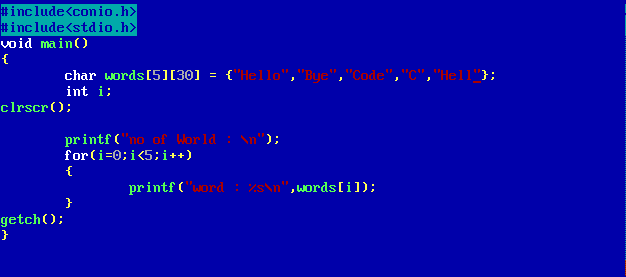 #include<conio.h>
#include<stdio.h>
void main()
{
        char words[5][30] = {"Hello","Bye","Code","C","Hell"};
        int i;
clrscr();

        printf("no of World : \n");
        for(i=0;i<5;i++)
        {
                printf("word : %s\n",words[i]);
        }
getch();
}